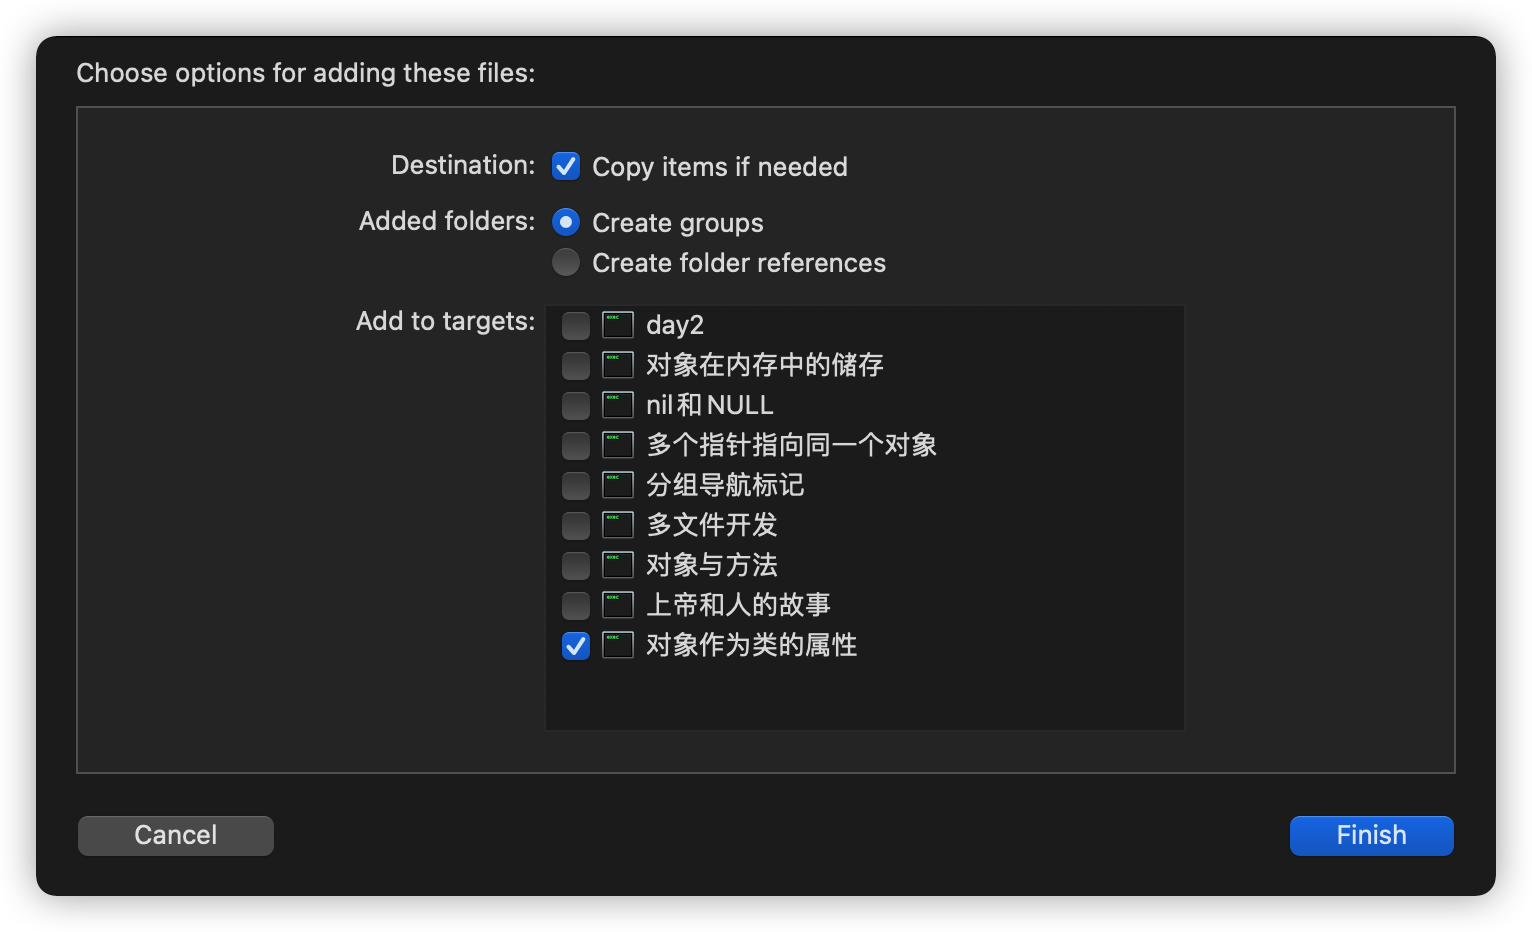 Choose options for adding these files:
Destination: Copy items if needed
Added folders: Create groups
Create folder references
Add to targets: day2
对象在内存中的储存
nil和NULL
多个指针指向同一个对象
分组导航标记
多文件开发
对象与方法
上帝和人的故事
对象作为类的属性
Cancel Finish